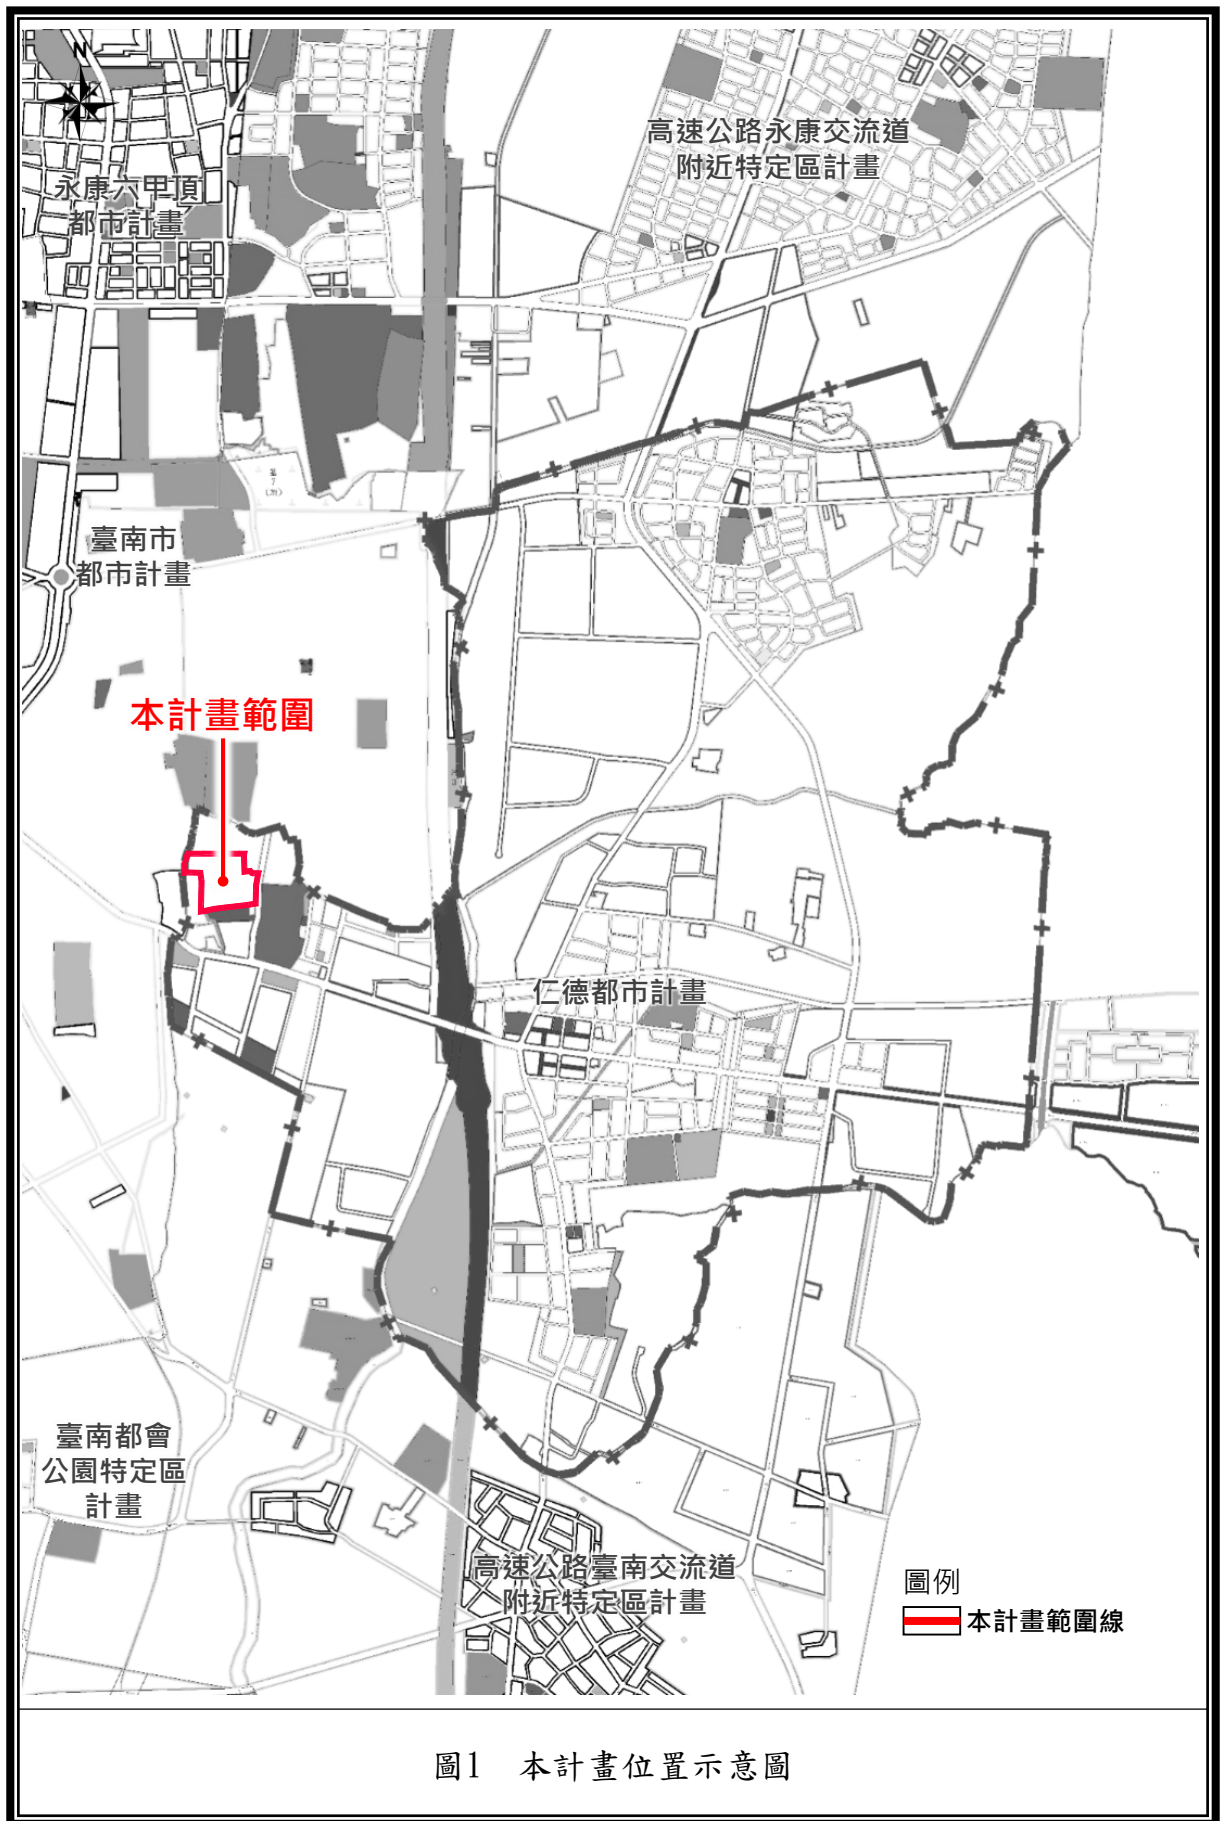 N
高速公路永康交流道
附近特定區計畫
永康六甲頂
都市計畫
臺南市
都市計畫
本計畫範圍
仁德都市計畫
臺南都會
公園特定區
計畫
高速公路臺南交流道
附近特定區計畫
圖例
本計畫範圍線
圖1 本計畫位置示意圖